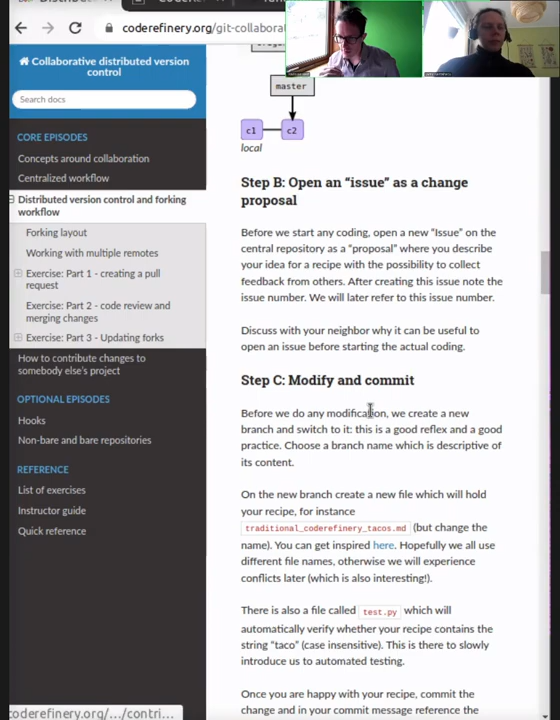 coderefinery.org/git-collabora
Collaborative distributed version
control
Search docs
CORE EPISODES
Concepts around collaboration
Centralized workflow
Distributed version control and forking
workflow
Forking layout
Working with multiple remotes
Exercise: Part 1 - creating a pull
request
Exercise: Part 2 - code review and
merging changes
Exercise: Part 3 - Updating forks
How to contribute changes to
somebody else's project
OPTIONAL EPISODES
Hooks
Non-bare and bare repositories
REFERENCE
List of exercises
Instructor guide
Quick reference
coderefinery.org/.../contri...
master
c1
c2
local
Step B: Open an “issue” as a change
proposal
Before we start any coding, open a new “Issue” on the
central repository as a “proposal” where you describe
your idea for a recipe with the possibility to collect
feedback from others. After creating this issue note the
issue number. We will later refer to this issue number.
Discuss with your neighbor why it can be useful to
open an issue before starting the actual coding.
Step C: Modify and commit
Before we do any modification, we create a new
branch and switch to it: this is a good reflex and a good
practice. Choose a branch name which is descriptive of
its content.
On the new branch create a new file which will hold
your recipe, for instance
traditional_coderefinery_tacos.md (but change the
name). You can get inspired here. Hopefully we all use
different file names, otherwise we will experience
conflicts later (which is also interesting!).
There is also a file called test.py which will
automatically verify whether your recipe contains the
string “taco” (case insensitive). This is there to slowly
introduce us to automated testing.
Once you are happy with your recipe, commit the
change and in your commit message reference the